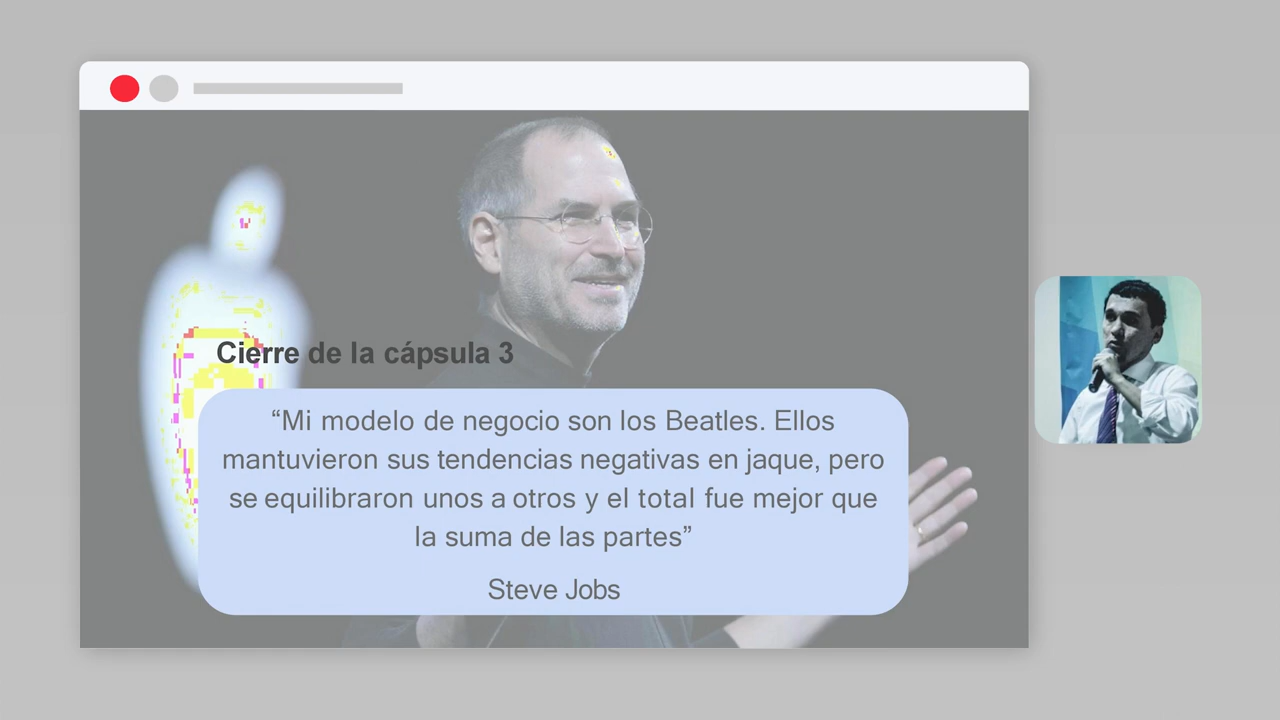 Cierre de la cápsula 3
“Mi modelo de negocio son los Beatles. Ellos
mantuvieron sus tendencias negativas en jaque, pero
se equilibraron unos a otros y el total fue mejor que
la suma de las partes”
Steve Jobs